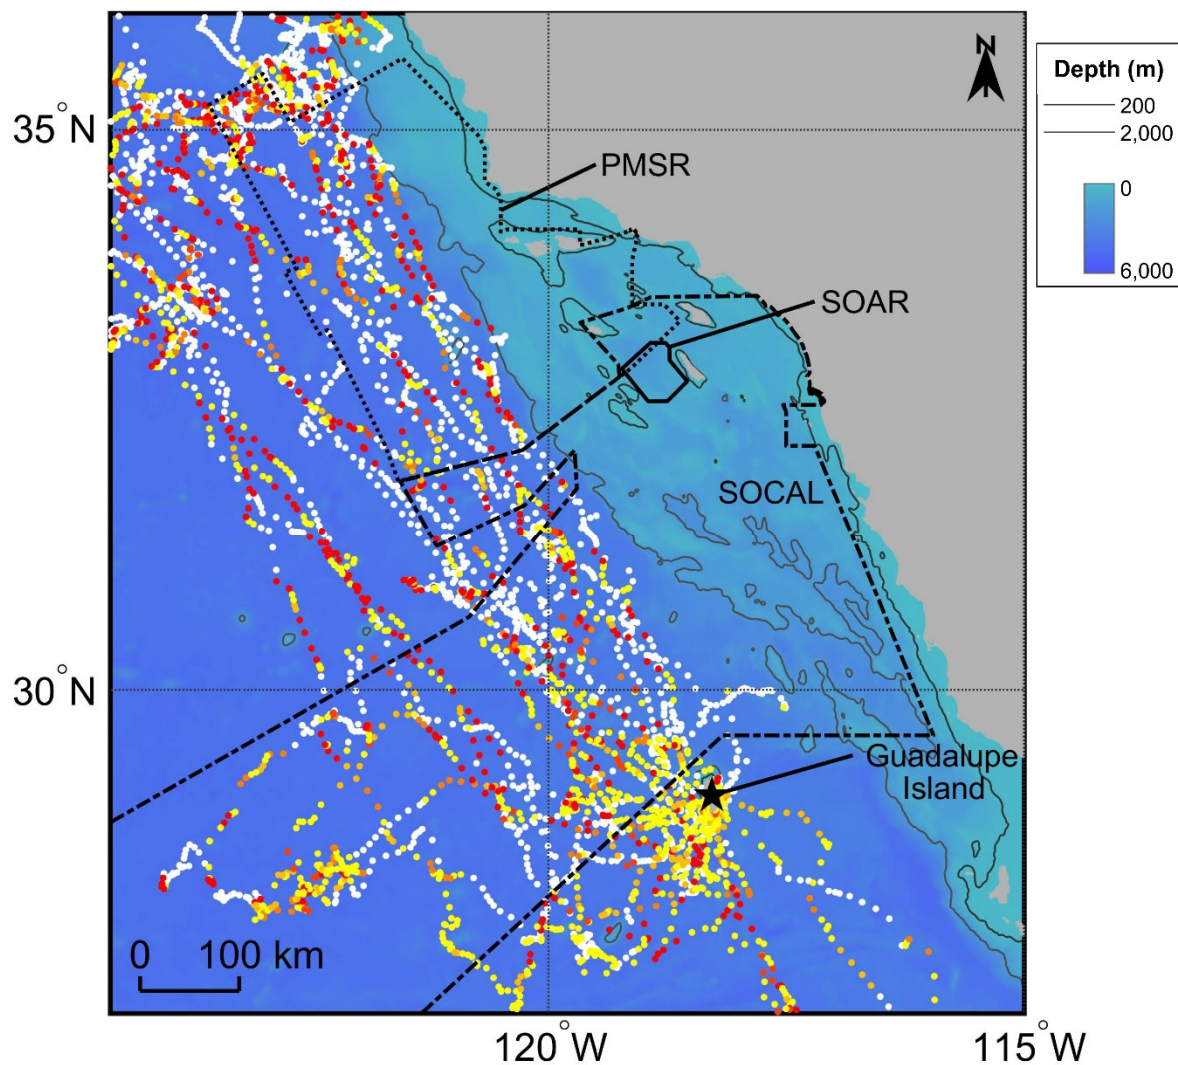 N
Depth (m)
200
2,000
0
6,000
35°N
PMSR
SOAR
SOCAL
30°N
Guadalupe
Island
0 100 km
120°W
115°W